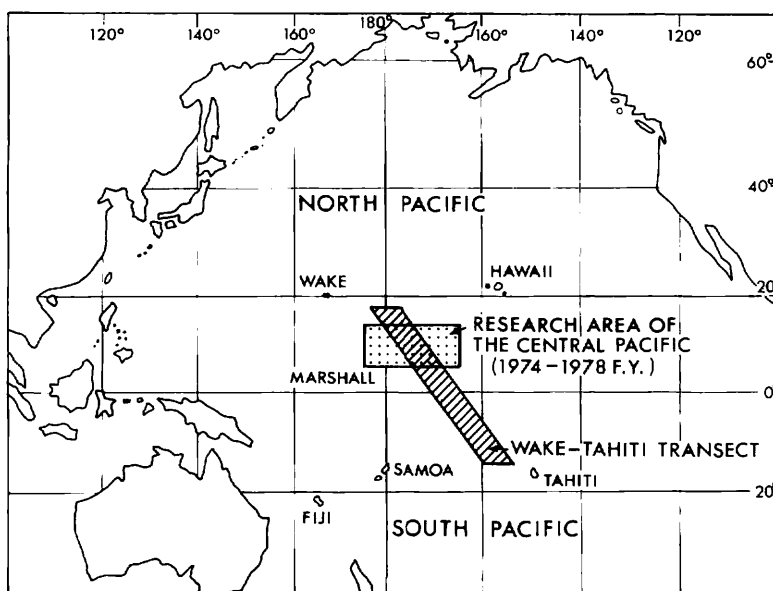 180°
120° 140° 160° 160° 140° 120°
60°
40°
NORTH PACIFIC
WAKE
HAWAII
20
RESEARCH AREA OF
THE CENTRAL PACIFIC
(1974-1978 F.Y.)
MARSHALL
0°
WAKE-TAHITI TRANSECT
SAMOA
TAHITI
20°
FIJI
SOUTH PACIFIC